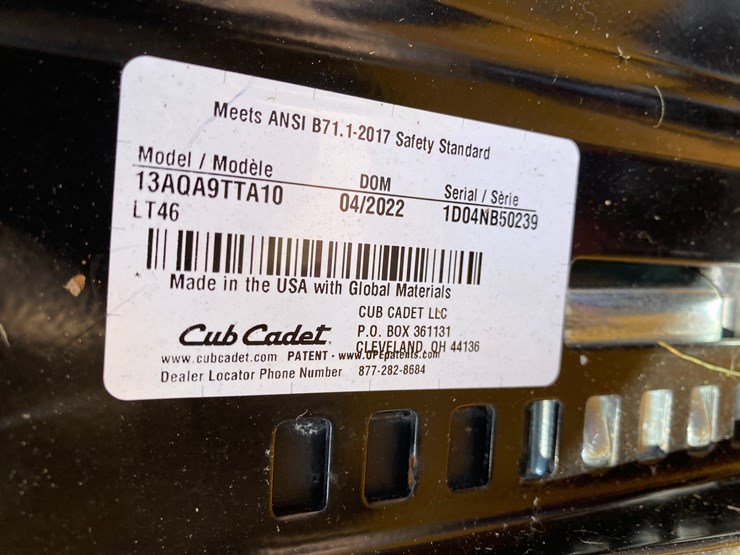 Meets ANSI B71.1-2017 Safety Standard
Model / Modèle DOM Serial / Série
13AQA9TTA10 04/2022 1D04NB50239
LT46
Made in the USA with Global Materials
Cub Cadet
CUB CADET LLC
P.O. BOX 361131
CLEVELAND, OH 44136
www.cubcadet.com PATENT - www.OPEpatents.com
Dealer Locator Phone Number 877-282-8684